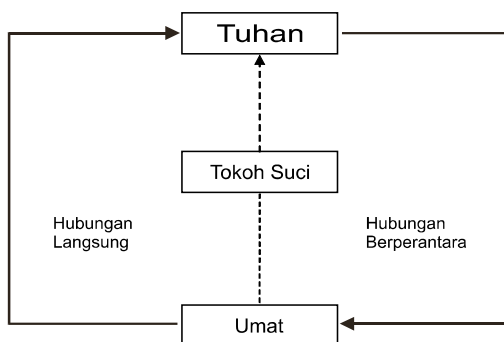 Tuhan
Tokoh Suci
Hubungan
Langsung
Hubungan
Berperantara
Umat